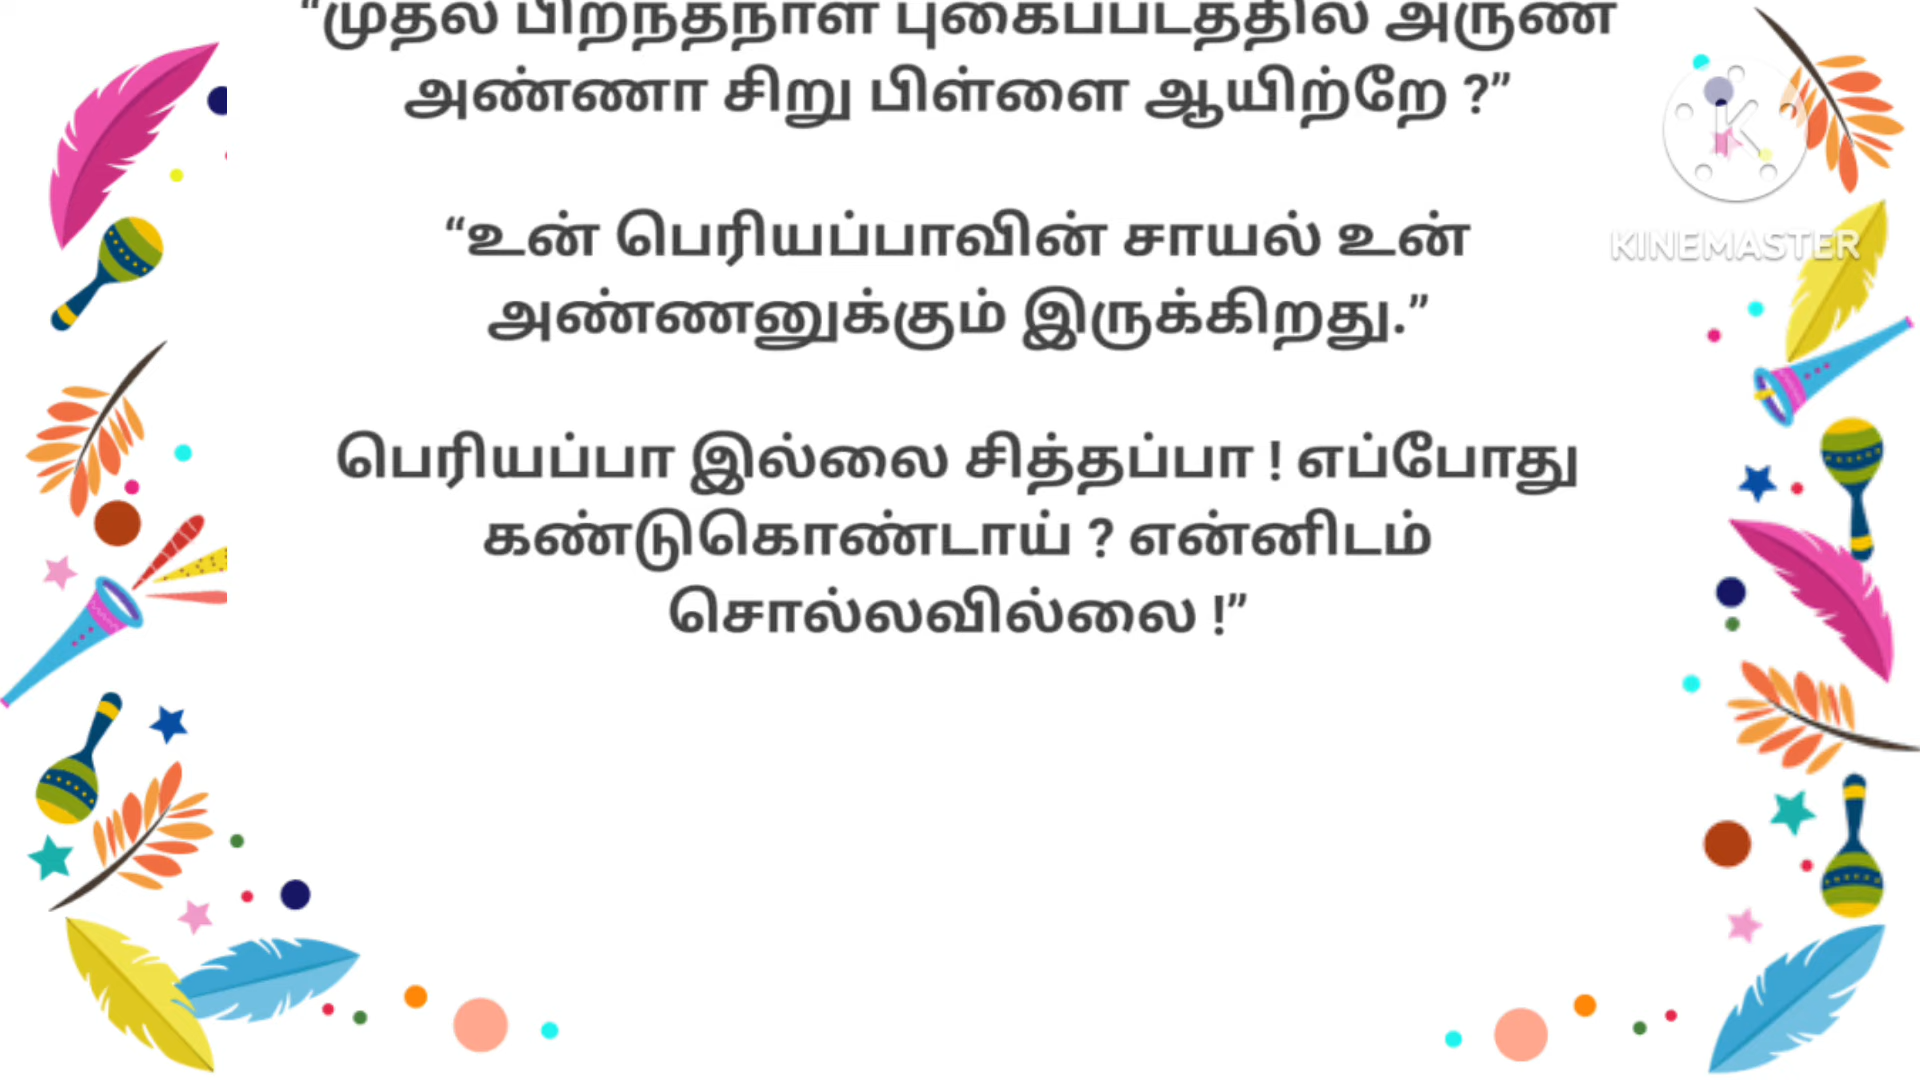 “முதல் பிறந்தநாள் புகைப்படத்தில் அருண்
அண்ணா சிறு பிள்ளை ஆயிற்றே ?”
“உன் பெரியப்பாவின் சாயல் உன்
அண்ணனுக்கும் இருக்கிறது.”
பெரியப்பா இல்லை சித்தப்பா ! எப்போது
கண்டுகொண்டாய் ? என்னிடம்
சொல்லவில்லை !”
K
KINEMASTER